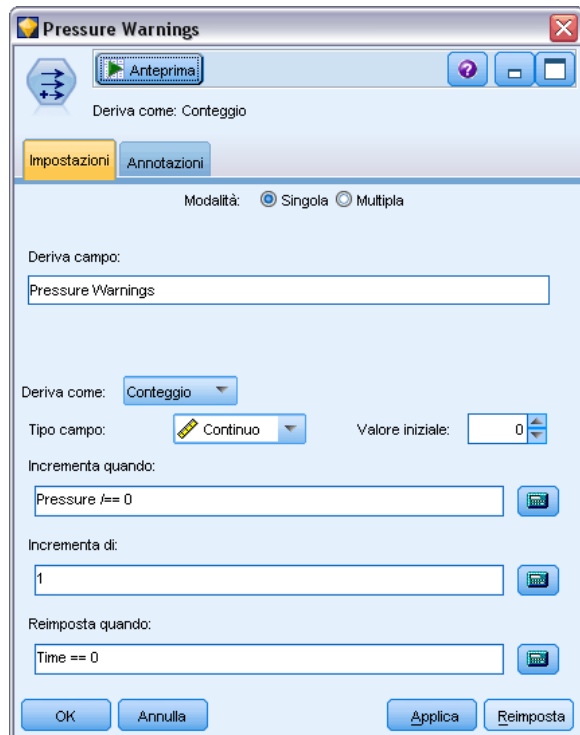 Pressure Warnings
Anteprima
?
Deriva come: Conteggio
Impostazioni Annotazioni
Modalità: Singola Multipla
Deriva campo:
Pressure Warnings
Deriva come: Conteggio
Tipo campo: Continuo Valore iniziale: 0
Incrementa quando:
Pressure /== 0
Incrementa di:
1
Reimposta quando:
Time == 0
OK Annulla Applica Reimposta